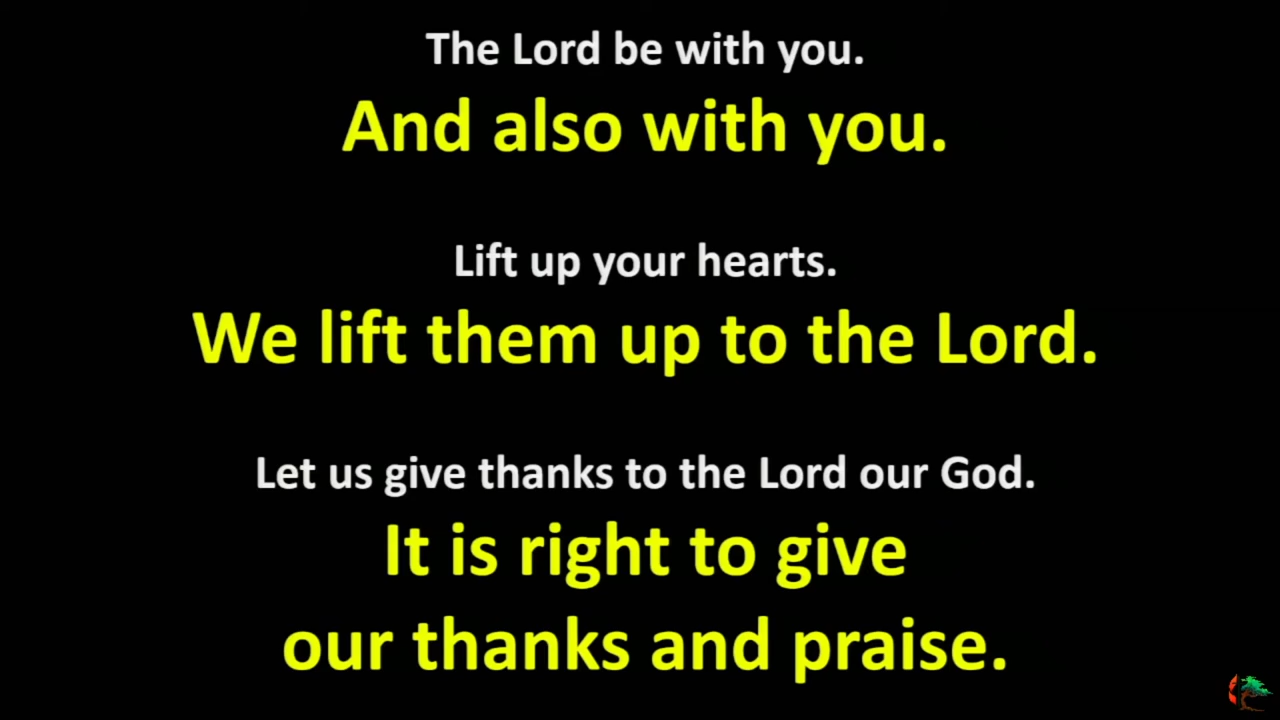 The Lord be with you.
And also with you.
Lift up your hearts.
We lift them up to the Lord.
Let us give thanks to the Lord our God.
It is right to give
our thanks and praise.